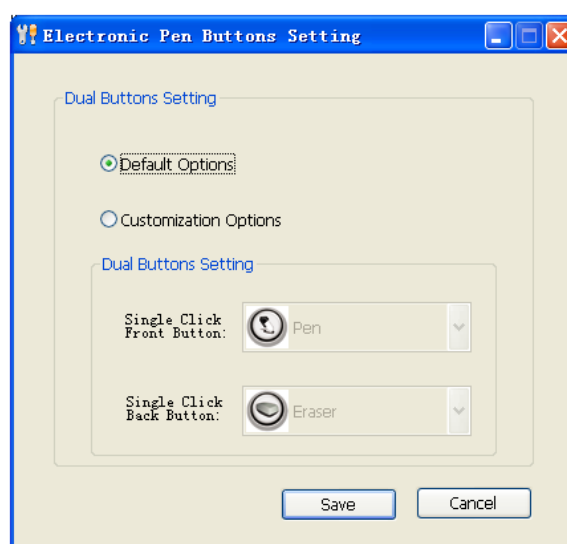 Electronic Pen Buttons Setting
Dual Buttons Setting
Default Options
Customization Options
Dual Buttons Setting
Single Click
Front Button:
Pen
Single Click
Back Button:
Eraser
Save
Cancel